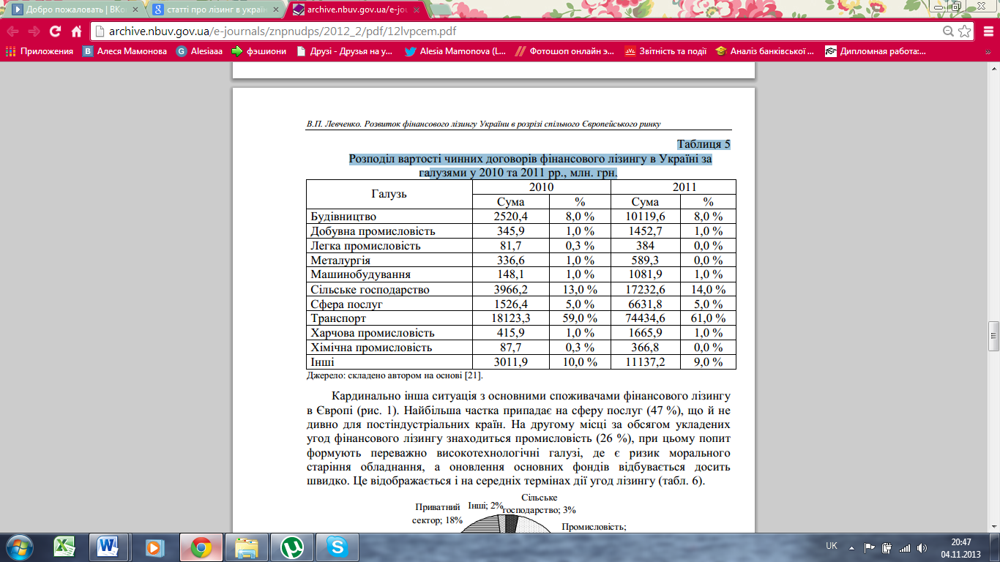 Добро пожаловать | ВКо
статті про лізинг в україн
archive.nbuv.gov.ua/e-jou
archive.nbuv.gov.ua/e-journals/znpnudps/2012_2/pdf/12lvpcem.pdf
Приложения Алеся Мамонова Alesiaaa фэшиони Друзі - Друзья на у... Alesia Mamonova (L... Фотошоп онлайн э... Звітність та події Аналіз банківської ... Дипломная работа:... »
В.П. Левченко. Розвиток фінансового лізингу України в розрізі спільного Європейського ринку
Таблиця 5
Розподіл вартості чинних договорів фінансового лізингу в Україні за
галузями у 2010 та 2011 рр., млн. грн.
Галузь 2010 2011
Сума % Сума %
Будівництво 2520,4 8,0 % 10119,6 8,0 %
Добувна промисловість 345,9 1,0 % 1452,7 1,0 %
Легка промисловість 81,7 0,3 % 384 0,0 %
Металургія 336,6 1,0 % 589,3 0,0 %
Машинобудування 148,1 1,0 % 1081,9 1,0 %
Сільське господарство 3966,2 13,0 % 17232,6 14,0 %
Сфера послуг 1526,4 5,0 % 6631,8 5,0 %
Транспорт 18123,3 59,0 % 74434,6 61,0 %
Харчова промисловість 415,9 1,0 % 1665,9 1,0 %
Хімічна промисловість 87,7 0,3 % 366,8 0,0 %
Інші 3011,9 10,0 % 11137,2 9,0 %
Джерело: складено автором на основі [21].
Кардинально інша ситуація з основними споживачами фінансового лізингу
в Європі (рис. 1). Найбільша частка припадає на сферу послуг (47 %), що й не
дивно для постіндустріальних країн. На другому місці за обсягом укладених
угод фінансового лізингу знаходиться промисловість (26 %), при цьому попит
формують переважно високотехнологічні галузі, де є ризик морального
старіння обладнання, а оновлення основних фондів відбувається досить
швидко. Це відображається і на середніх термінах дії угод лізингу (табл. 6).
Приватний
сектор; 18%
Інші; 2%
Сільське
господарство; 3%
Промисловість;
UK
20:47
04.11.2013